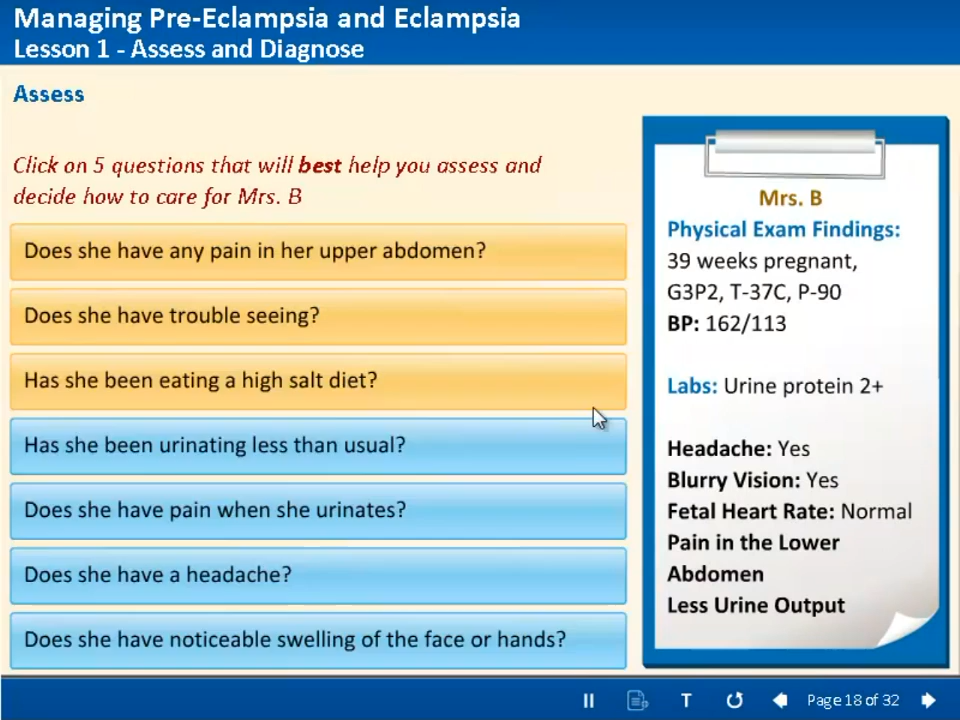 Managing Pre-Eclampsia and Eclampsia
Lesson 1 - Assess and Diagnose
Assess
Click on 5 questions that will best help you assess and
decide how to care for Mrs. B
Does she have any pain in her upper abdomen?
Does she have trouble seeing?
Has she been eating a high salt diet?
Has she been urinating less than usual?
Does she have pain when she urinates?
Does she have a headache?
Does she have noticeable swelling of the face or hands?
Mrs. B
Physical Exam Findings:
39 weeks pregnant,
G3P2, T-37C, P-90
BP: 162/113
Labs: Urine protein 2+
Headache: Yes
Blurry Vision: Yes
Fetal Heart Rate: Normal
Pain in the Lower
Abdomen
Less Urine Output
T
Page 18 of 32